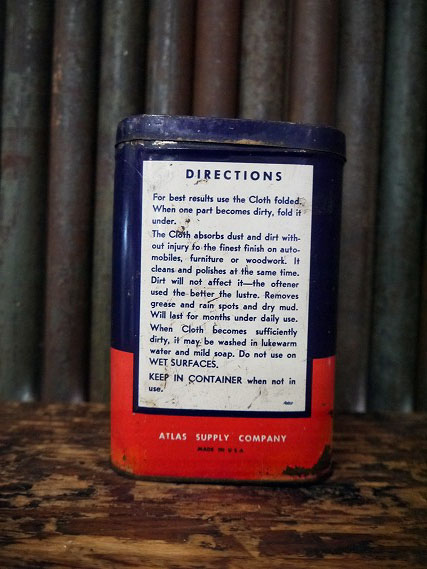 DIRECTIONS
For best results use the Cloth folded.
When one part becomes dirty, fold it
under.
The Cloth absorbs dust and dirt with-
out injury to the finest finish on auto-
mobiles, furniture or woodwork. It
cleans and polishes at the same time.
Dirt will not affect it—the oftener
used the better the lustre. Removes
grease and rain spots and dry mud.
Will last for months under daily use.
When Cloth becomes sufficiently
dirty, it may be washed in lukewarm
water and mild soap. Do not use on
WET SURFACES.
KEEP IN CONTAINER when not in
use.
ATLAS SUPPLY COMPANY
MADE IN U S A